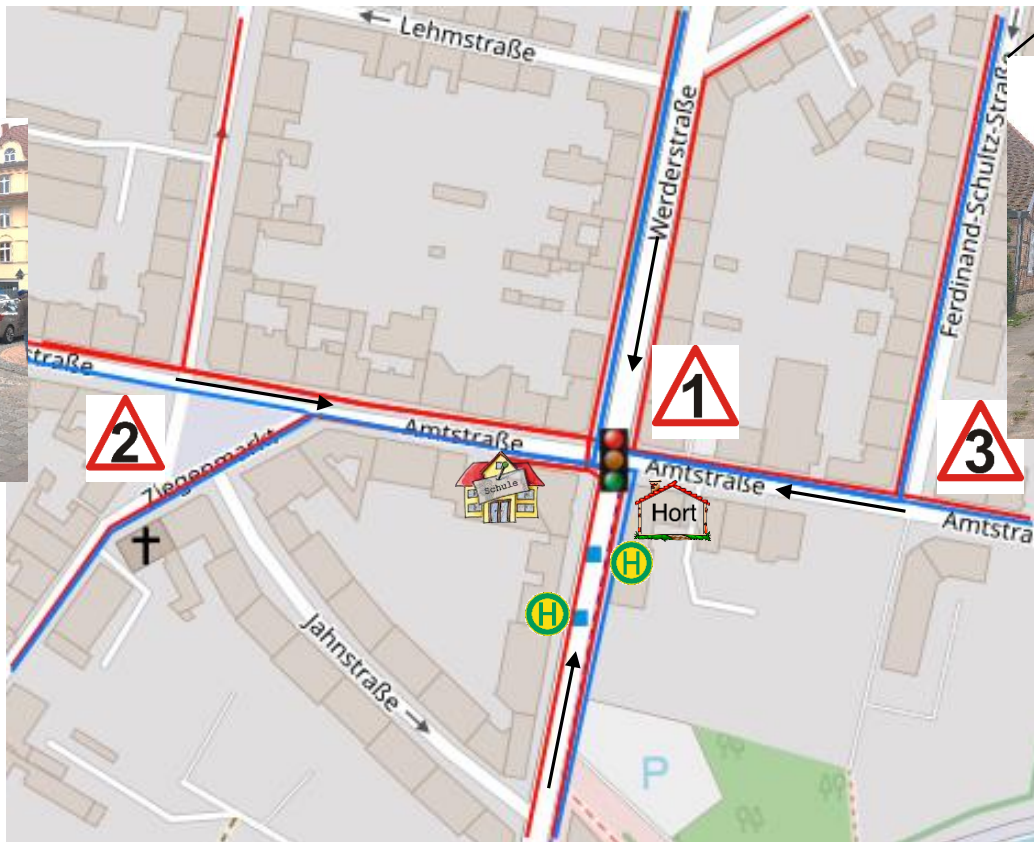 Lehmstraße
Werderstraße
Ferdinand-Schultz-Straße
1
straße
2
Amtstraße
3
Ziegenmarkt
Schule
Amtstraße
Hort
Amtstra
H
H
Jahnstraße
P